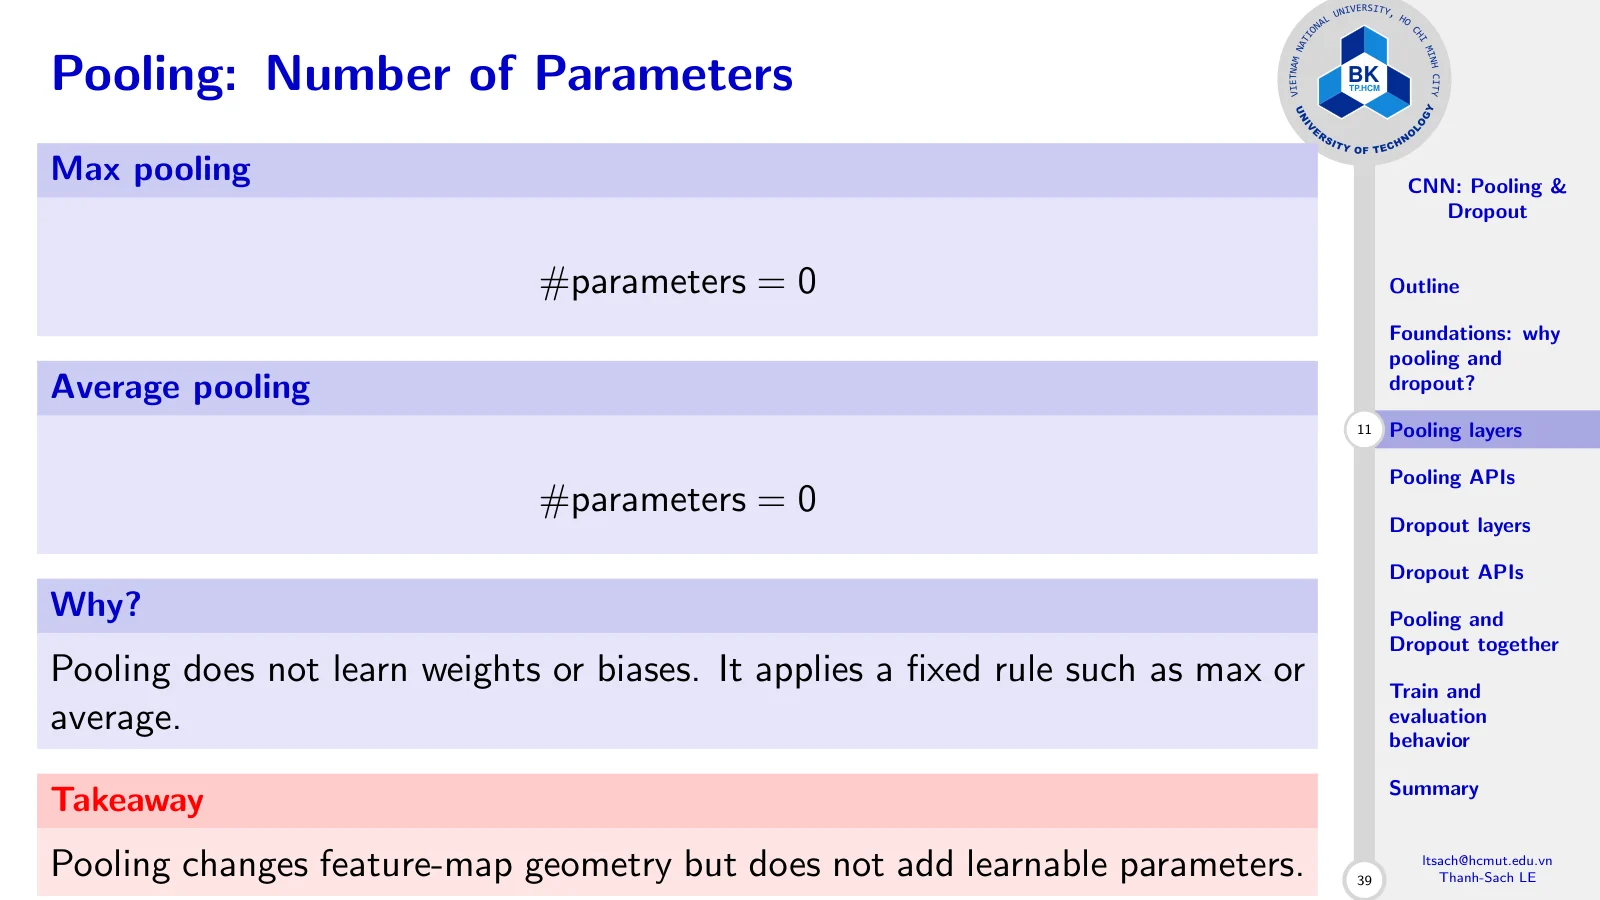 Pooling: Number of Parameters
Max pooling
#parameters = 0
Average pooling
#parameters = 0
Why?
Pooling does not learn weights or biases. It applies a fixed rule such as max or
average.
Takeaway
Pooling changes feature-map geometry but does not add learnable parameters.
VIETNAM NATIONAL UNIVERSITY, HO CHI MINH CITY
BK
TP.HCM
UNIVERSITY OF TECHNOLOGY
CNN: Pooling &
Dropout
Outline
Foundations: why
pooling and
dropout?
11
Pooling layers
Pooling APIs
Dropout layers
Dropout APIs
Pooling and
Dropout together
Train and
evaluation
behavior
Summary
ltsach@hcmut.edu.vn
Thanh-Sach LE
39